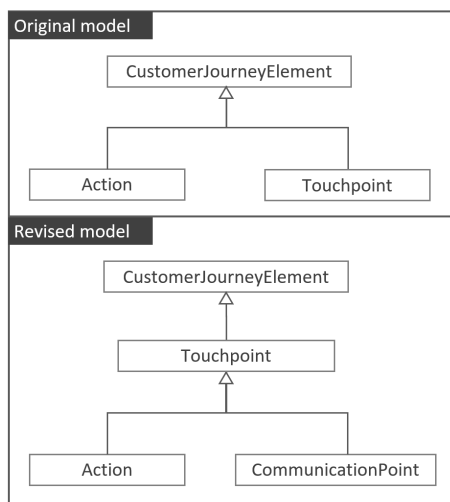 Original model
CustomerJourneyElement
Action
Touchpoint
Revised model
CustomerJourneyElement
Touchpoint
Action
CommunicationPoint